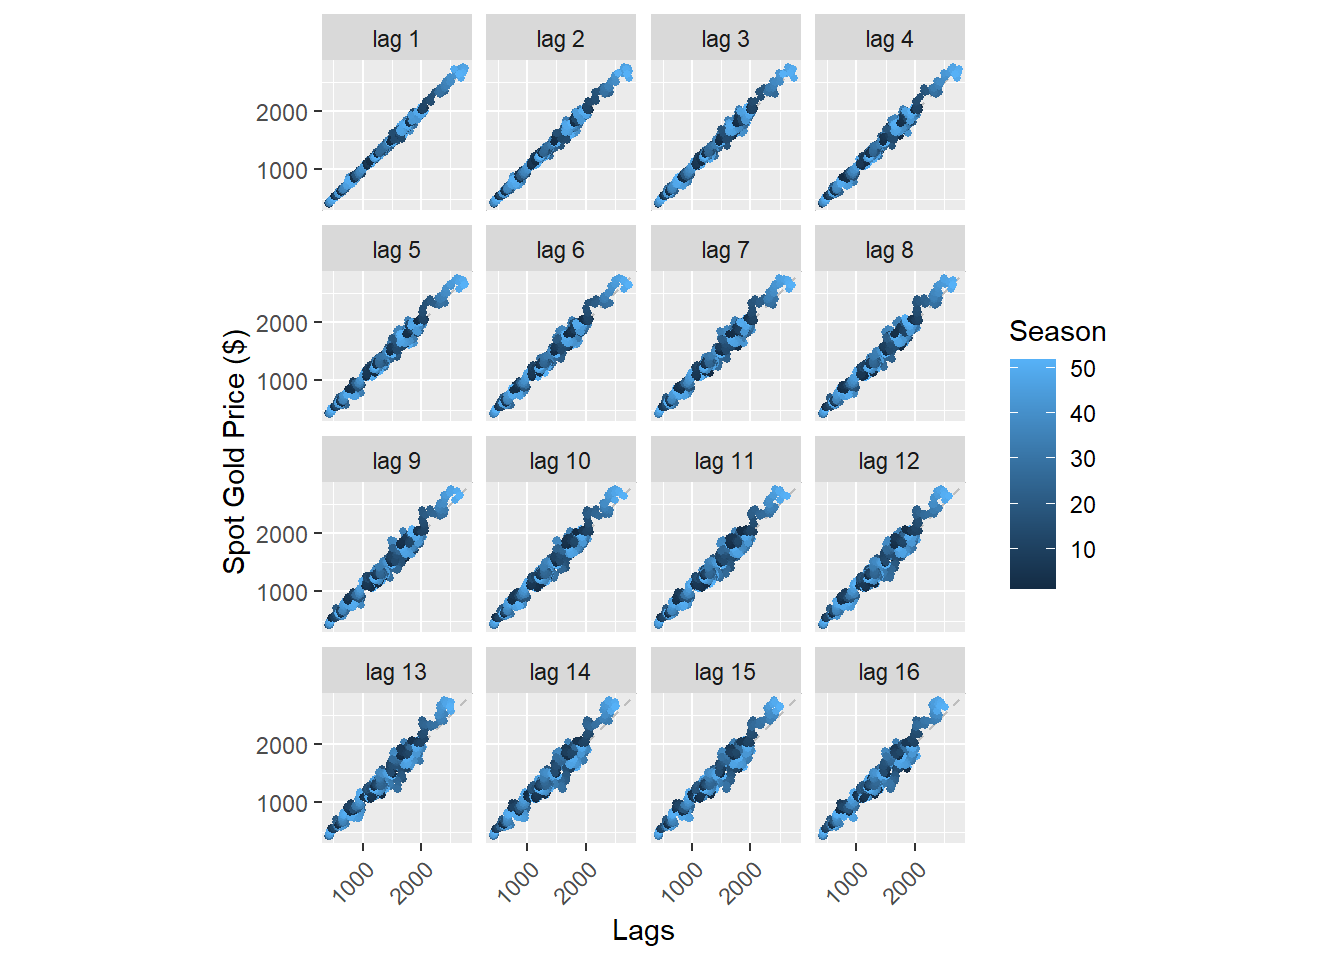 lag 1 lag 2 lag 3 lag 4
2000
1000
lag 5 lag 6 lag 7 lag 8
2000
1000
lag 9 lag 10 lag 11 lag 12
2000
1000
lag 13 lag 14 lag 15 lag 16
2000
1000
1000 2000 1000 2000 1000 2000 1000 2000
Lags
Spot Gold Price ($)
Season
50
40
30
20
10